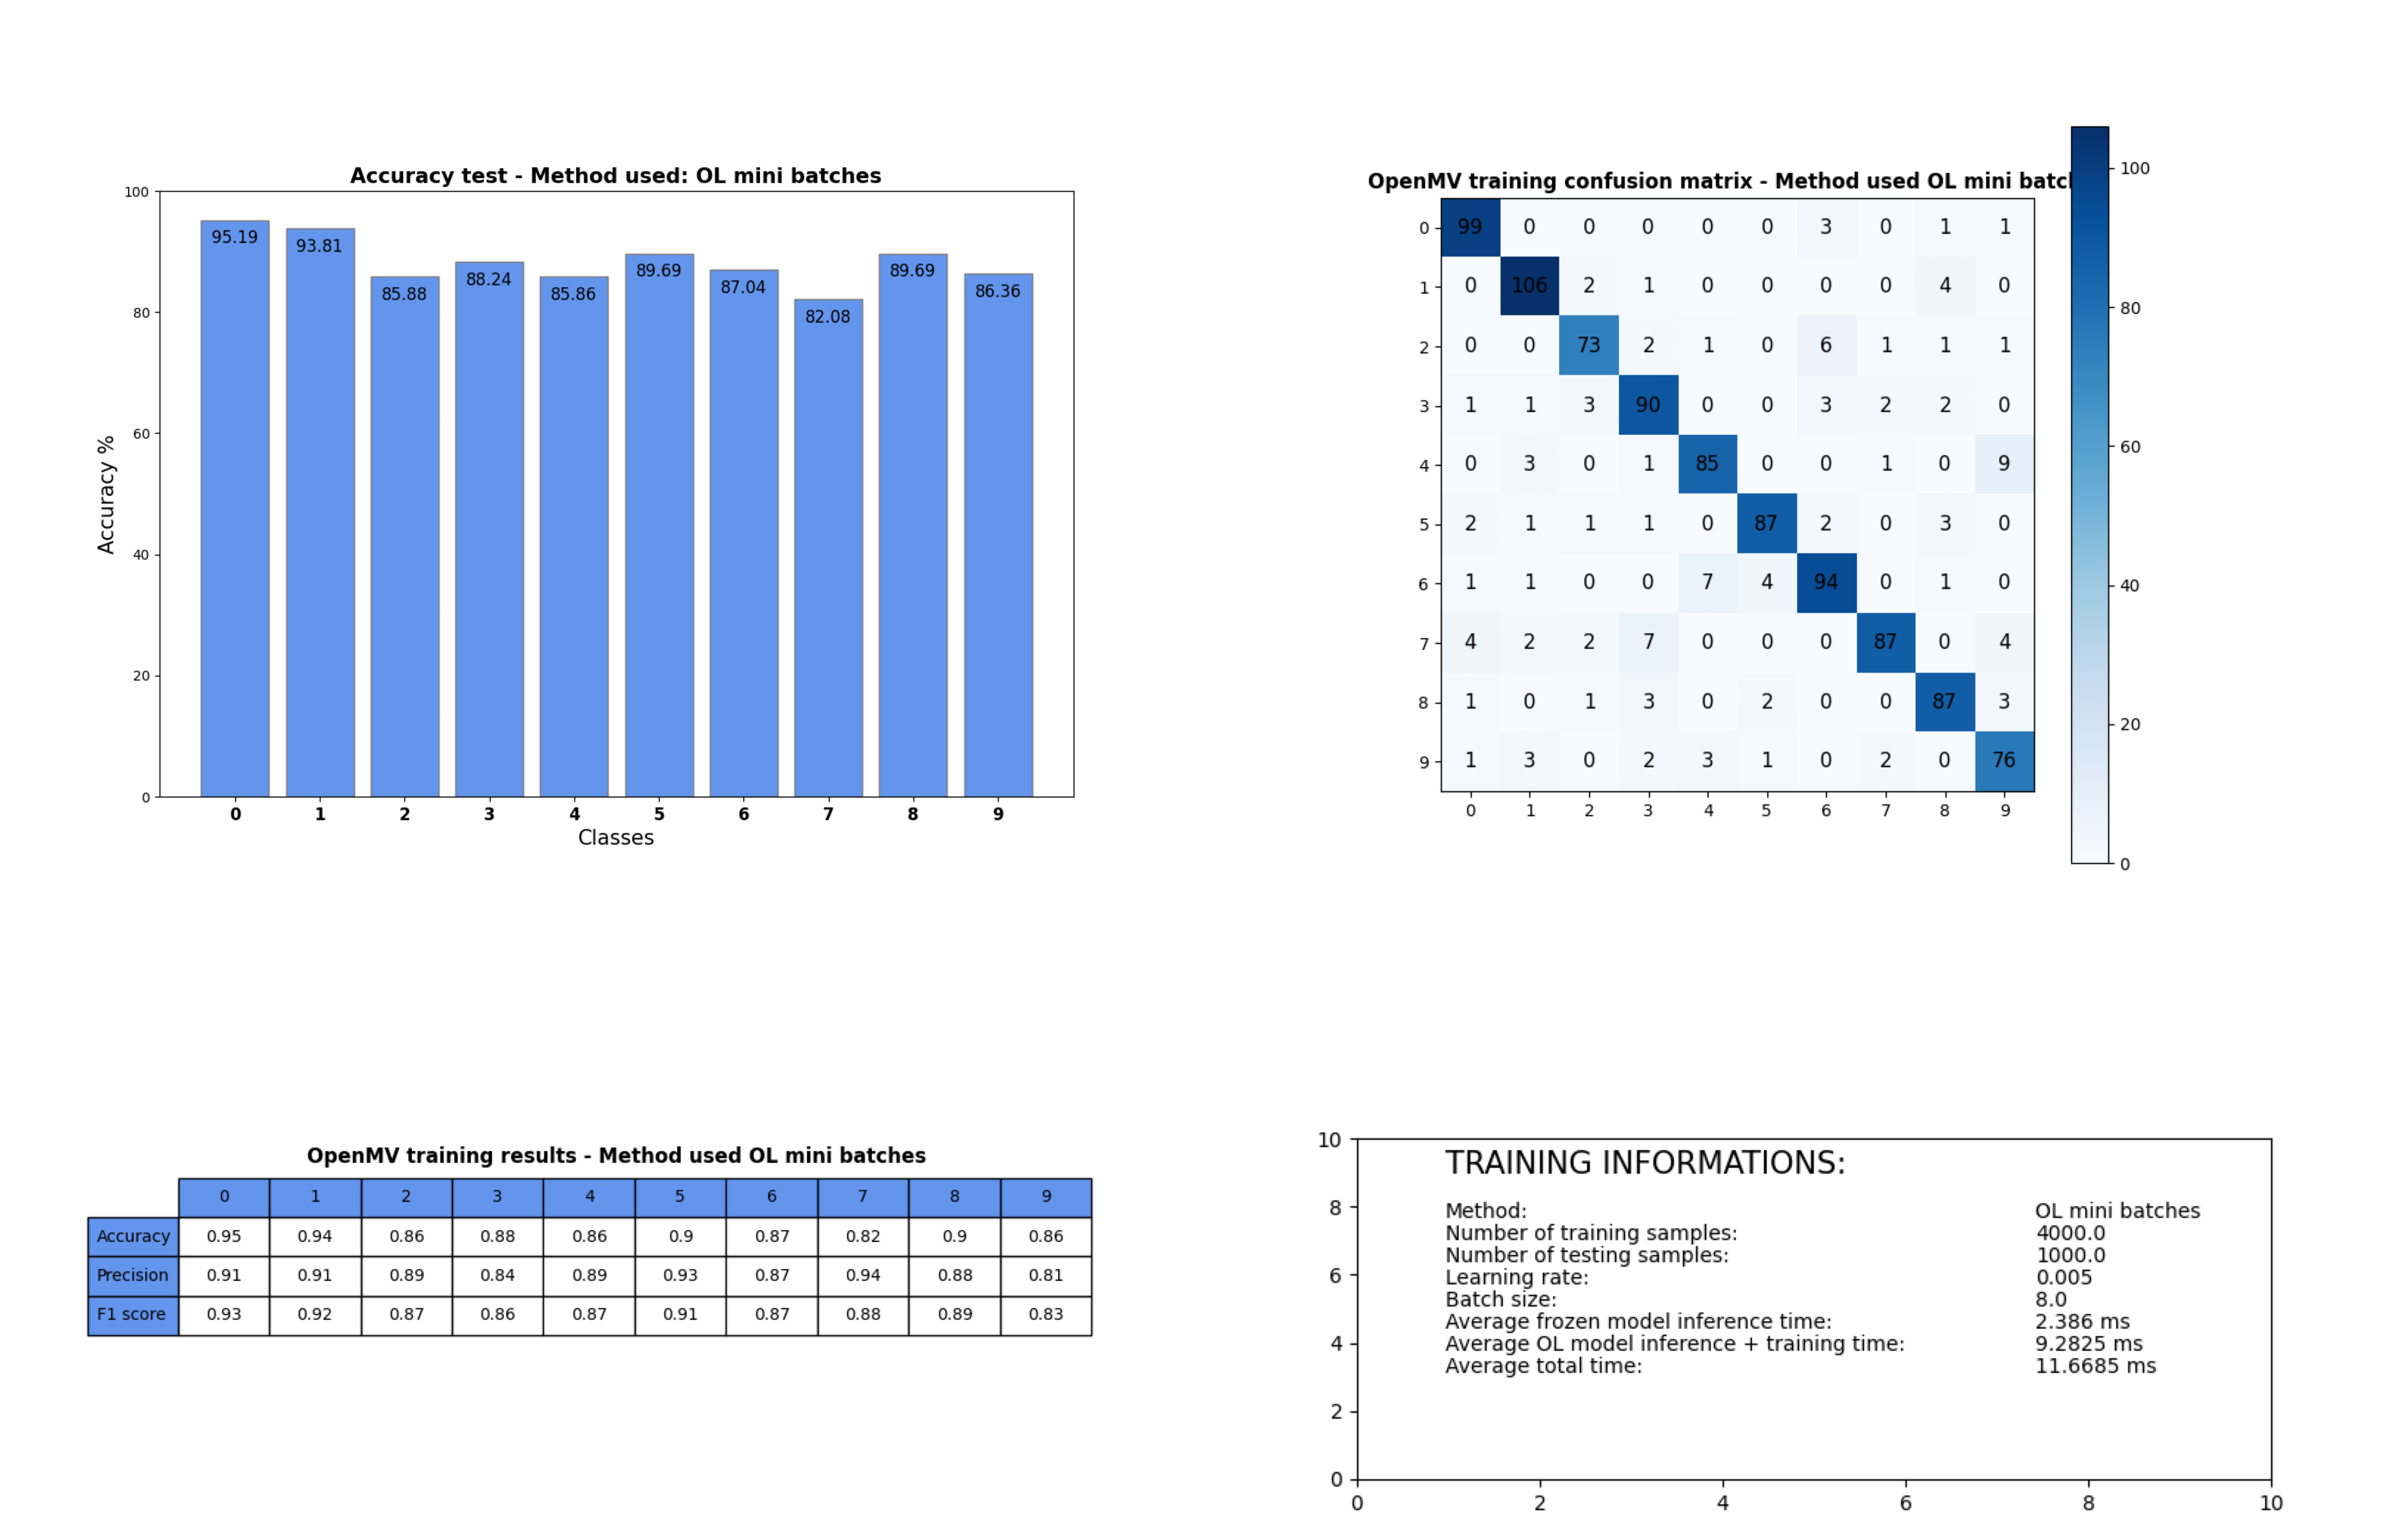 Accuracy test - Method used: OL mini batches
100
80
60
40
20
0
Accuracy %
95.19 93.81 85.88 88.24 85.86 89.69 87.04 82.08 89.69 86.36
0 1 2 3 4 5 6 7 8 9
Classes
OpenMV training confusion matrix - Method used OL mini batc
0 99 0 0 0 0 0 3 0 1 1
1 0 106 2 1 0 0 0 0 4 0
2 0 0 73 2 1 0 6 1 1 1
3 1 1 3 90 0 0 3 2 2 0
4 0 3 0 1 85 0 0 1 0 9
5 2 1 1 1 0 87 2 0 3 0
6 1 1 0 0 7 4 94 0 1 0
7 4 2 2 7 0 0 0 87 0 4
8 1 0 1 3 0 2 0 0 87 3
9 1 3 0 2 3 1 0 2 0 76
0 1 2 3 4 5 6 7 8 9
100
80
60
40
20
0
OpenMV training results - Method used OL mini batches
0 1 2 3 4 5 6 7 8 9
Accuracy 0.95 0.94 0.86 0.88 0.86 0.9 0.87 0.82 0.9 0.86
Precision 0.91 0.91 0.89 0.84 0.89 0.93 0.87 0.94 0.88 0.81
F1 score 0.93 0.92 0.87 0.86 0.87 0.91 0.87 0.88 0.89 0.83
10
8
6
4
2
0
TRAINING INFORMATIONS:
Method: OL mini batches
Number of training samples: 4000.0
Number of testing samples: 1000.0
Learning rate: 0.005
Batch size: 8.0
Average frozen model inference time: 2.386 ms
Average OL model inference + training time: 9.2825 ms
Average total time: 11.6685 ms
0 2 4 6 8 10